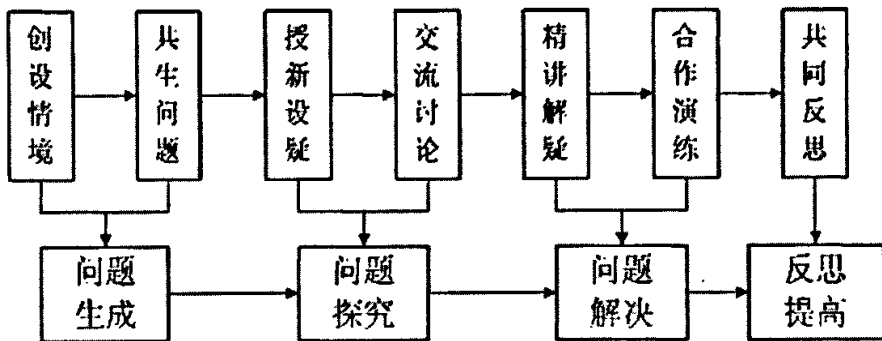 创设情境
共生问题
授新设疑
交流讨论
精讲解疑
合作演练
共同反思
问题
生成
问题
探究
问题
解决
反思
提高